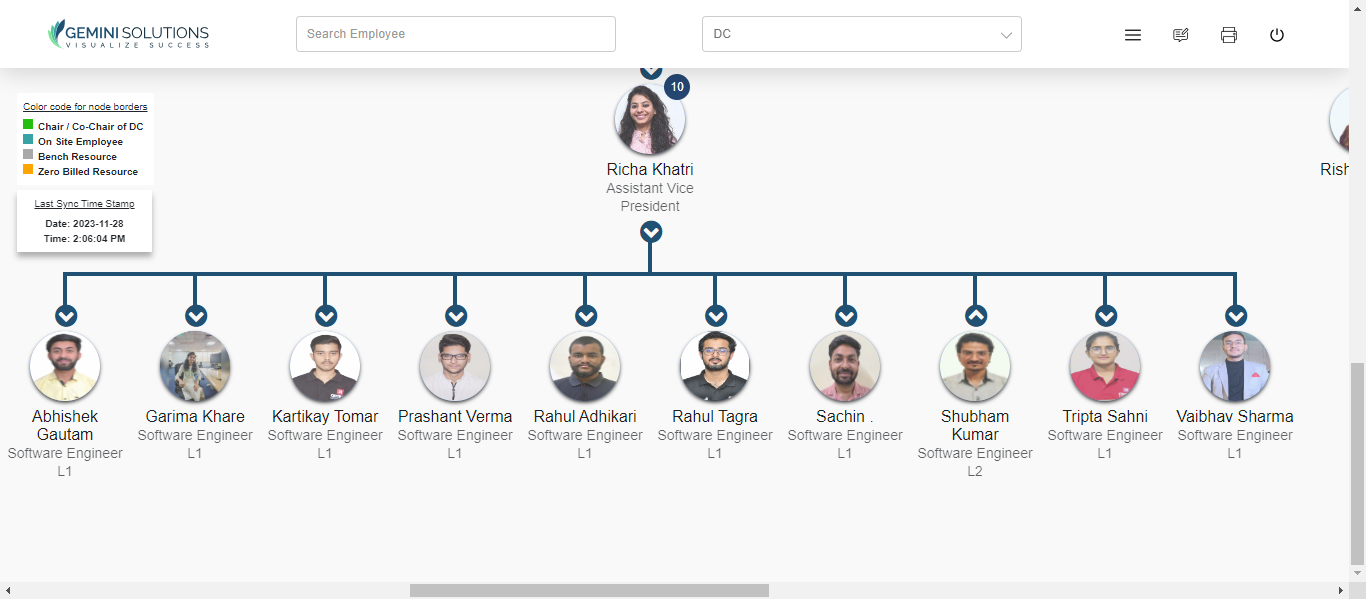 GEMINI SOLUTIONS
VISUALIZE SUCCESS
Search Employee
DC
Color code for node borders
Chair / Co-Chair of DC
On Site Employee
Bench Resource
Zero Billed Resource
Last Sync Time Stamp
Date: 2023-11-28
Time: 2:06:04 PM
10
Richa Khatri
Assistant Vice
President
Rish
Abhishek
Gautam
Software Engineer
L1
Garima Khare
Software Engineer
L1
Kartikay Tomar
Software Engineer
L1
Prashant Verma
Software Engineer
L1
Rahul Adhikari
Software Engineer
L1
Rahul Tagra
Software Engineer
L1
Sachin .
Software Engineer
L1
Shubham
Kumar
Software Engineer
L2
Tripta Sahni
Software Engineer
L1
Vaibhav Sharma
Software Engineer
L1